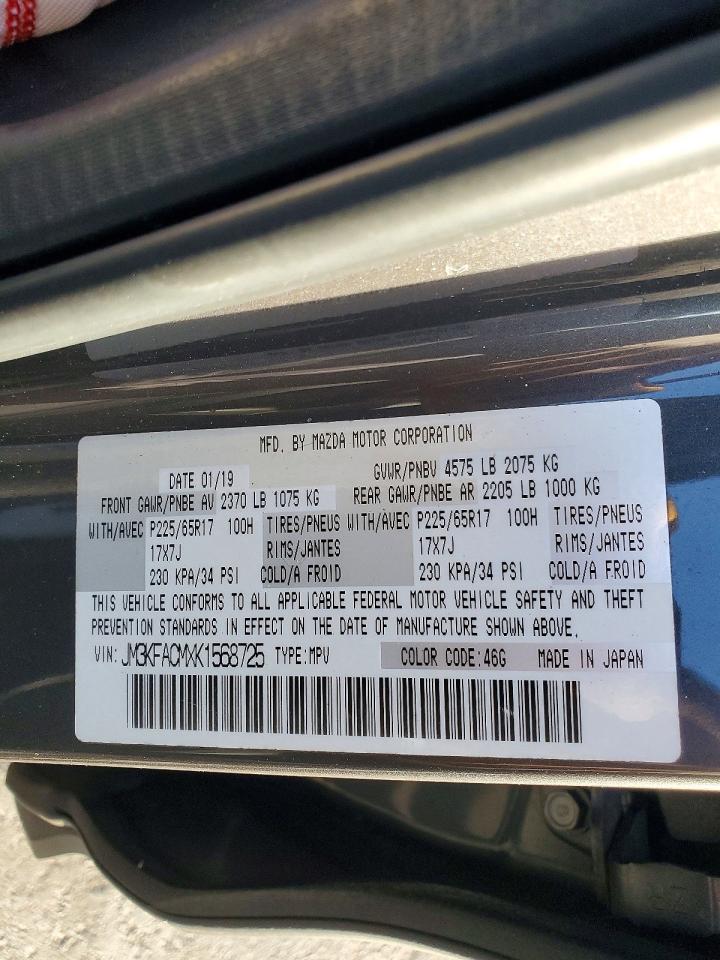 MFD. BY MAZDA MOTOR CORPORATION
DATE 01/19 GVWR/PNBV 4575 LB 2075 KG
FRONT GAWR/PNBE AV 2370 LB 1075 KG REAR GAWR/PNBE AR 2205 LB 1000 KG
WITH/AVEC P225/65R17 100H TIRES/PNEUS WITH/AVEC P225/65R17 100H TIRES/PNEUS
17X7J RIMS/JANTES 17X7J RIMS/JANTES
230 KPA/34 PSI COLD/A FROID 230 KPA/34 PSI COLD/A FROID
THIS VEHICLE CONFORMS TO ALL APPLICABLE FEDERAL MOTOR VEHICLE SAFETY AND THEFT
PREVENTION STANDARDS IN EFFECT ON THE DATE OF MANUFACTURE SHOWN ABOVE.
VIN: JM3KFACMXK1568725 TYPE:MPV COLOR CODE:46G MADE IN JAPAN